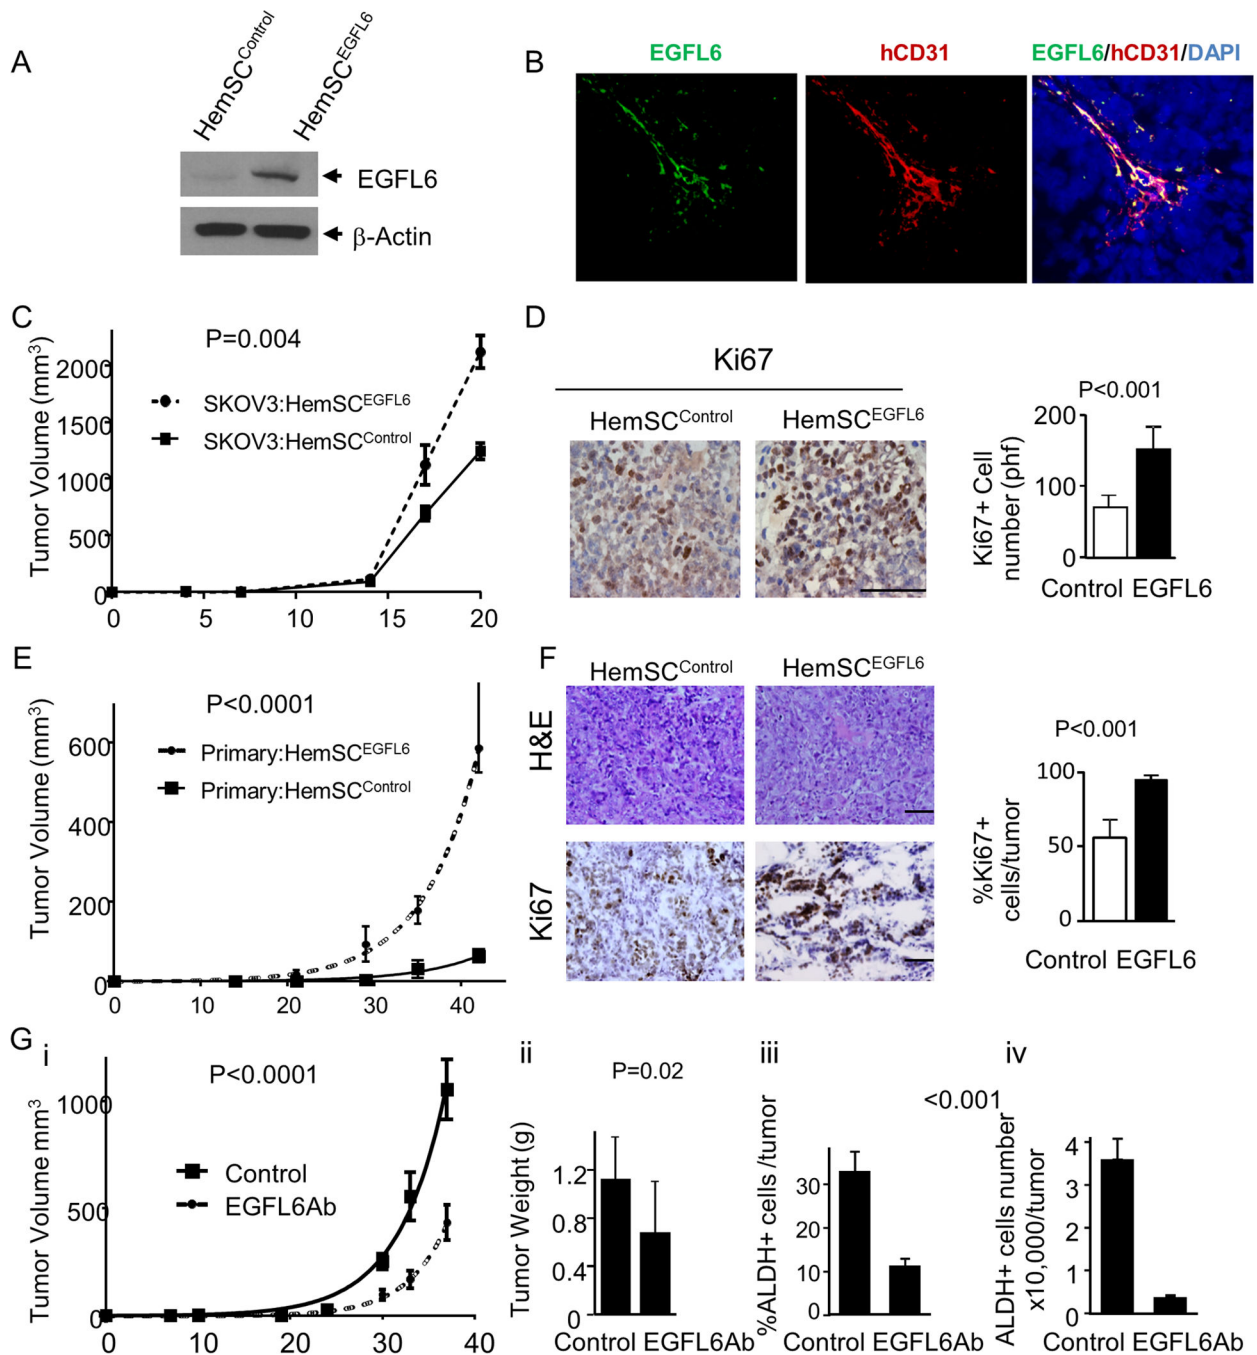 A
HemSC^Control
HemSC^EGFL6
EGFL6
β-Actin
B
EGFL6
hCD31
EGFL6/hCD31/DAPI
C
P=0.004
Tumor Volume (mm³)
2000
1500
1000
500
0
SKOV3:HemSC^EGFL6
SKOV3:HemSC^Control
0 5 10 15 20
D
Ki67
HemSC^Control HemSC^EGFL6
P<0.001
Ki67+ Cell
number (phf)
200
100
0
Control EGFL6
E
P<0.0001
Tumor Volume (mm³)
600
400
200
0
Primary:HemSC^EGFL6
Primary:HemSC^Control
0 10 20 30 40
F
HemSC^Control HemSC^EGFL6
H&E
Ki67
P<0.001
%Ki67+
cells/tumor
100
50
0
Control EGFL6
G
i
P<0.0001
Tumor Volume mm³
1000
500
0
Control
EGFL6Ab
0 10 20 30 40
ii
P=0.02
Tumor Weight (g)
1.2
0.8
0.4
0
Control EGFL6Ab
iii
<0.001
%ALDH+ cells /tumor
30
20
10
0
Control EGFL6Ab
iv
ALDH+ cells number
x10,000/tumor
4
3
2
1
0
Control EGFL6Ab